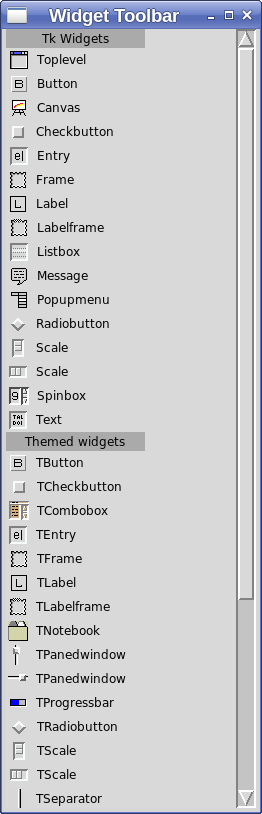 Widget Toolbar
Tk Widgets
Toplevel
Button
Canvas
Checkbutton
Entry
Frame
Label
Labelframe
Listbox
Message
Popupmenu
Radiobutton
Scale
Scale
Spinbox
Text
Themed widgets
TButton
TCheckbutton
TCombobox
TEntry
TFrame
TLabel
TLabelframe
TNotebook
TPanedwindow
TPanedwindow
TProgressbar
TRadiobutton
TScale
TScale
TSeparator